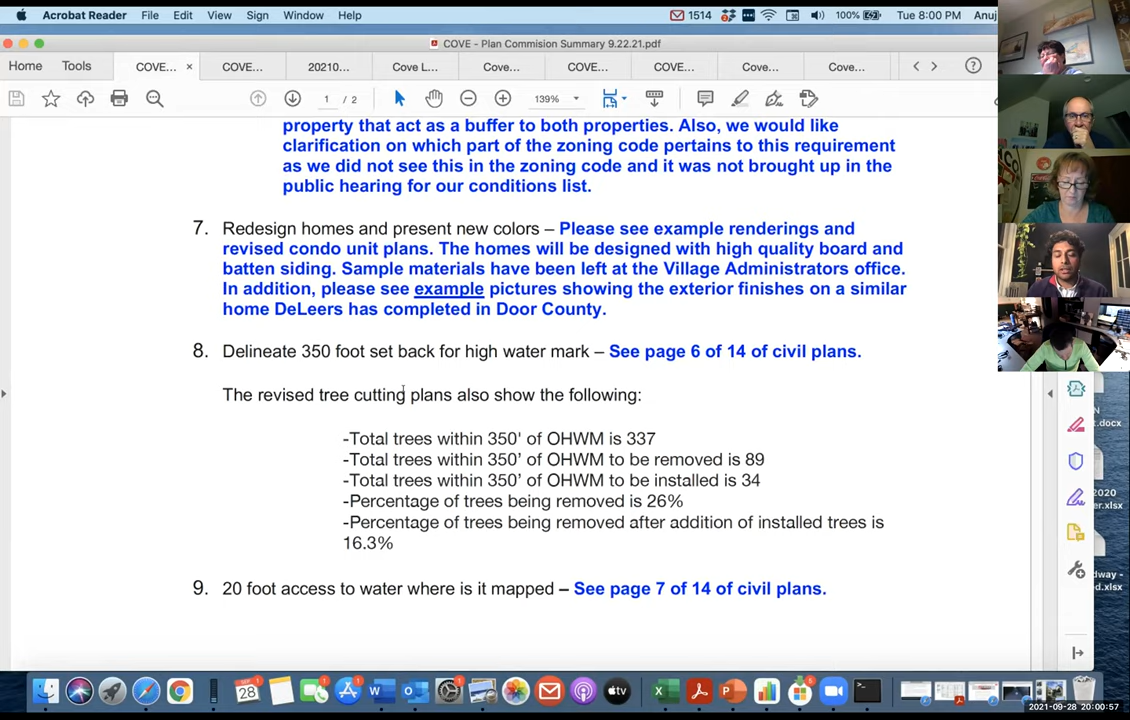 Acrobat Reader File Edit View Sign Window Help 1514 100% Tue 8:00 PM Anuj
COVE - Plan Commision Summary 9.22.21.pdf
Home Tools COVE... × COVE... 20210... Cove L... Cove... COVE... COVE... Cove... Cove...
1 / 2 139%
property that act as a buffer to both properties. Also, we would like
clarification on which part of the zoning code pertains to this requirement
as we did not see this in the zoning code and it was not brought up in the
public hearing for our conditions list.
7. Redesign homes and present new colors – Please see example renderings and
revised condo unit plans. The homes will be designed with high quality board and
batten siding. Sample materials have been left at the Village Administrators office.
In addition, please see example pictures showing the exterior finishes on a similar
home DeLeers has completed in Door County.
8. Delineate 350 foot set back for high water mark – See page 6 of 14 of civil plans.
The revised tree cutting plans also show the following:
-Total trees within 350' of OHWM is 337
-Total trees within 350’ of OHWM to be removed is 89
-Total trees within 350’ of OHWM to be installed is 34
-Percentage of trees being removed is 26%
-Percentage of trees being removed after addition of installed trees is
16.3%
9. 20 foot access to water where is it mapped – See page 7 of 14 of civil plans.
N
t.docx
2020
er.xlsx
dway -
d.xlsx
28
tv
2021-09-28 20:00:57